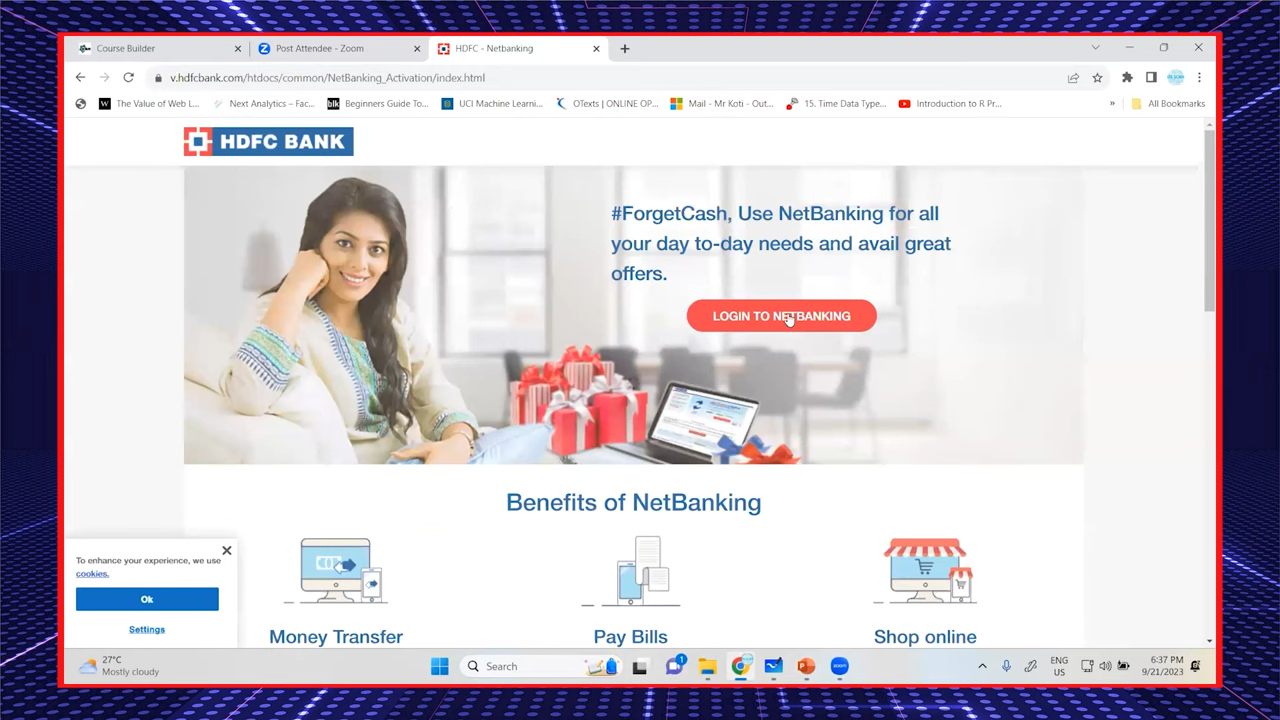 Course Builder
Post Attendee - Zoom
HDFC - Netbanking
v.hdfcbank.com/htdocs/common/NetBanking_Activation/index.html
The Value of Web L...
Next Analytics – Fac...
blk
Beginners Guide To...
UCI Machine Learni...
OTexts | ONLINE OP...
Mail – Mr Koti – Out...
15. Time Data Type...
Introduction to R Pr...
»
All Bookmarks
HDFC BANK
#ForgetCash, Use NetBanking for all
your day to-day needs and avail great
offers.
LOGIN TO NETBANKING
Benefits of NetBanking
To enhance your experience, we use
cookies.
Ok
Settings
Money Transfer
Pay Bills
Shop online
27°C
Mostly cloudy
Search
1
zoom
ENG
US
6:37 PM
9/21/2023